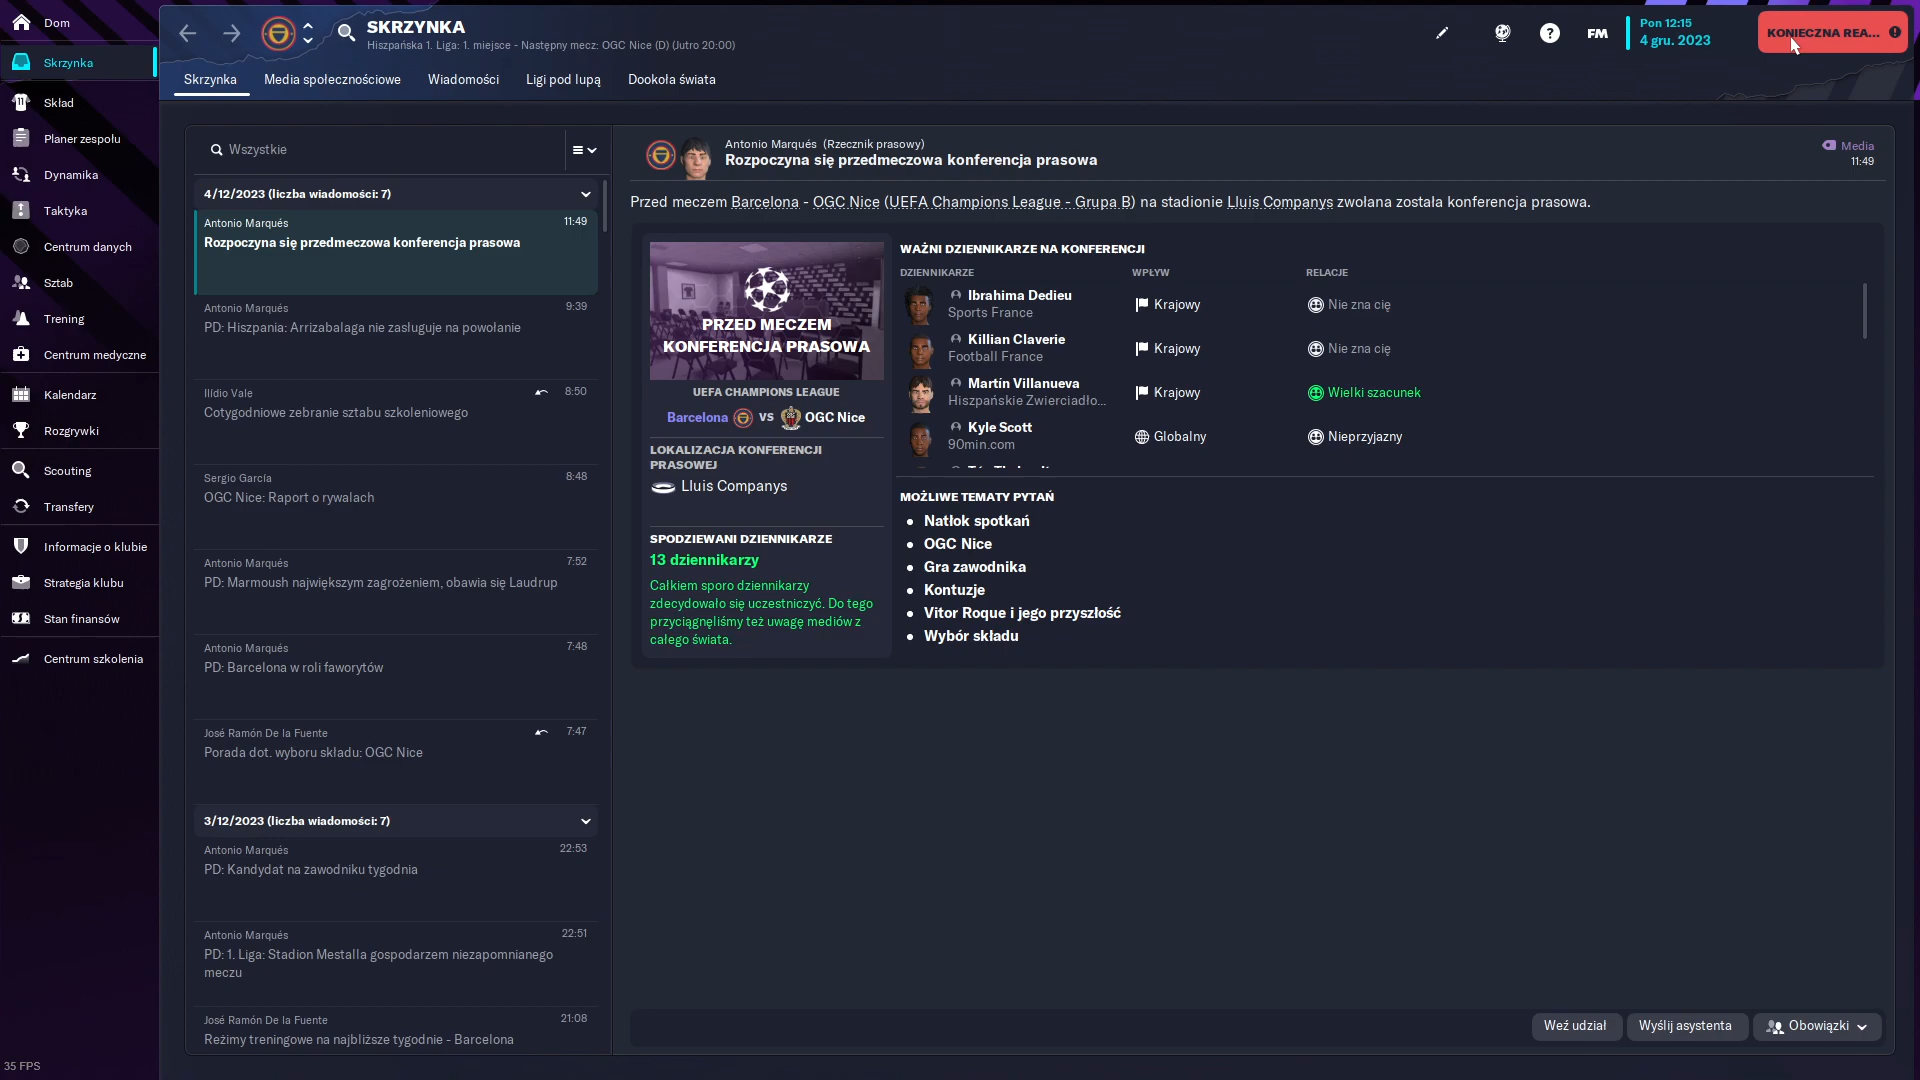 Dom
Skrzynka
Skład
Planer zespołu
Dynamika
Taktyka
Centrum danych
Sztab
Trening
Centrum medyczne
Kalendarz
Rozgrywki
Scouting
Transfery
Informacje o klubie
Strategia klubu
Stan finansów
Centrum szkolenia
35 FPS
SKRZYNKA
Hiszpańska 1. Liga: 1. miejsce - Następny mecz: OGC Nice (D) (Jutro 20:00)
FM
Pon 12:15
4 gru. 2023
KONIECZNA REA...
Skrzynka
Media społecznościowe
Wiadomości
Ligi pod lupą
Dookoła świata
Wszystkie
4/12/2023 (liczba wiadomości: 7)
Antonio Marqués 11:49
Rozpoczyna się przedmeczowa konferencja prasowa
Antonio Marqués 9:39
PD: Hiszpania: Arrizabalaga nie zasługuje na powołanie
Ilídio Vale 8:50
Cotygodniowe zebranie sztabu szkoleniowego
Sergio García 8:48
OGC Nice: Raport o rywalach
Antonio Marqués 7:52
PD: Marmoush największym zagrożeniem, obawia się Laudrup
Antonio Marqués 7:48
PD: Barcelona w roli faworytów
José Ramón De la Fuente 7:47
Porada dot. wyboru składu: OGC Nice
3/12/2023 (liczba wiadomości: 7)
Antonio Marqués 22:53
PD: Kandydat na zawodniku tygodnia
Antonio Marqués 22:51
PD: 1. Liga: Stadion Mestalla gospodarzem niezapomnianego
meczu
José Ramón De la Fuente 21:08
Reżimy treningowe na najbliższe tygodnie - Barcelona
Antonio Marqués (Rzecznik prasowy)
Rozpoczyna się przedmeczowa konferencja prasowa
Media
11:49
Przed meczem Barcelona - OGC Nice (UEFA Champions League - Grupa B) na stadionie Lluis Companys zwołana została konferencja prasowa.
PRZED MECZEM
KONFERENCJA PRASOWA
UEFA CHAMPIONS LEAGUE
Barcelona VS OGC Nice
LOKALIZACJA KONFERENCJI
PRASOWEJ
Lluis Companys
SPODZIEWANI DZIENNIKARZE
13 dziennikarzy
Całkiem sporo dziennikarzy
zdecydowało się uczestniczyć. Do tego
przyciągnęliśmy też uwagę mediów z
całego świata.
WAŻNI DZIENNIKARZE NA KONFERENCJI
DZIENNIKARZE WPŁYW RELACJE
Ibrahima Dedieu
Sports France
Krajowy
Nie zna cię
Killian Claverie
Football France
Krajowy
Nie zna cię
Martín Villanueva
Hiszpańskie Zwierciadło...
Krajowy
Wielki szacunek
Kyle Scott
90min.com
Globalny
Nieprzyjazny
MOŻLIWE TEMATY PYTAŃ
• Natłok spotkań
• OGC Nice
• Gra zawodnika
• Kontuzje
• Vitor Roque i jego przyszłość
• Wybór składu
Weź udział
Wyślij asystenta
Obowiązki